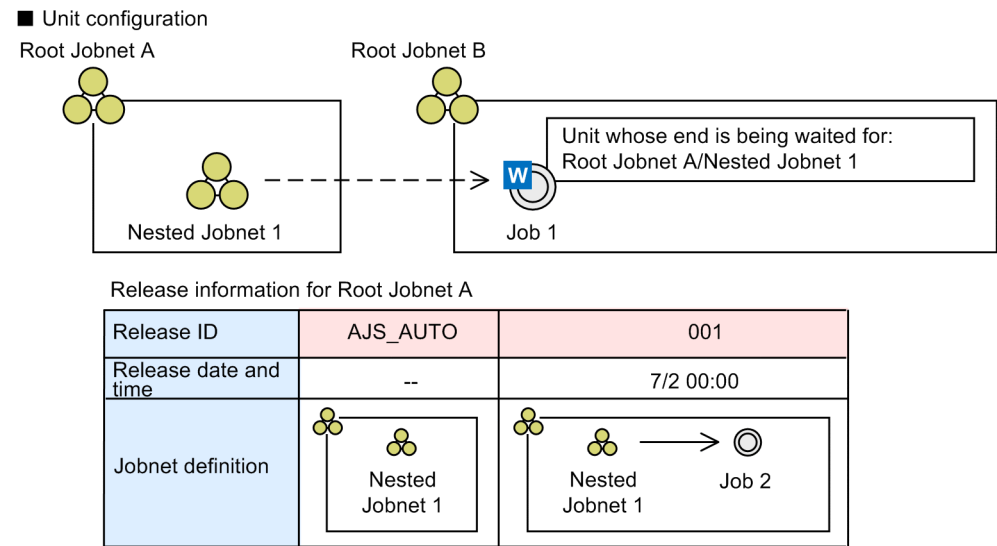 ■ Unit configuration
Root Jobnet A
Root Jobnet B
Unit whose end is being waited for:
Root Jobnet A/Nested Jobnet 1
W
Nested Jobnet 1
Job 1
Release information for Root Jobnet A
Release ID
AJS_AUTO
001
Release date and
time
--
7/2 00:00
Jobnet definition
Nested
Jobnet 1
Nested
Jobnet 1
Job 2